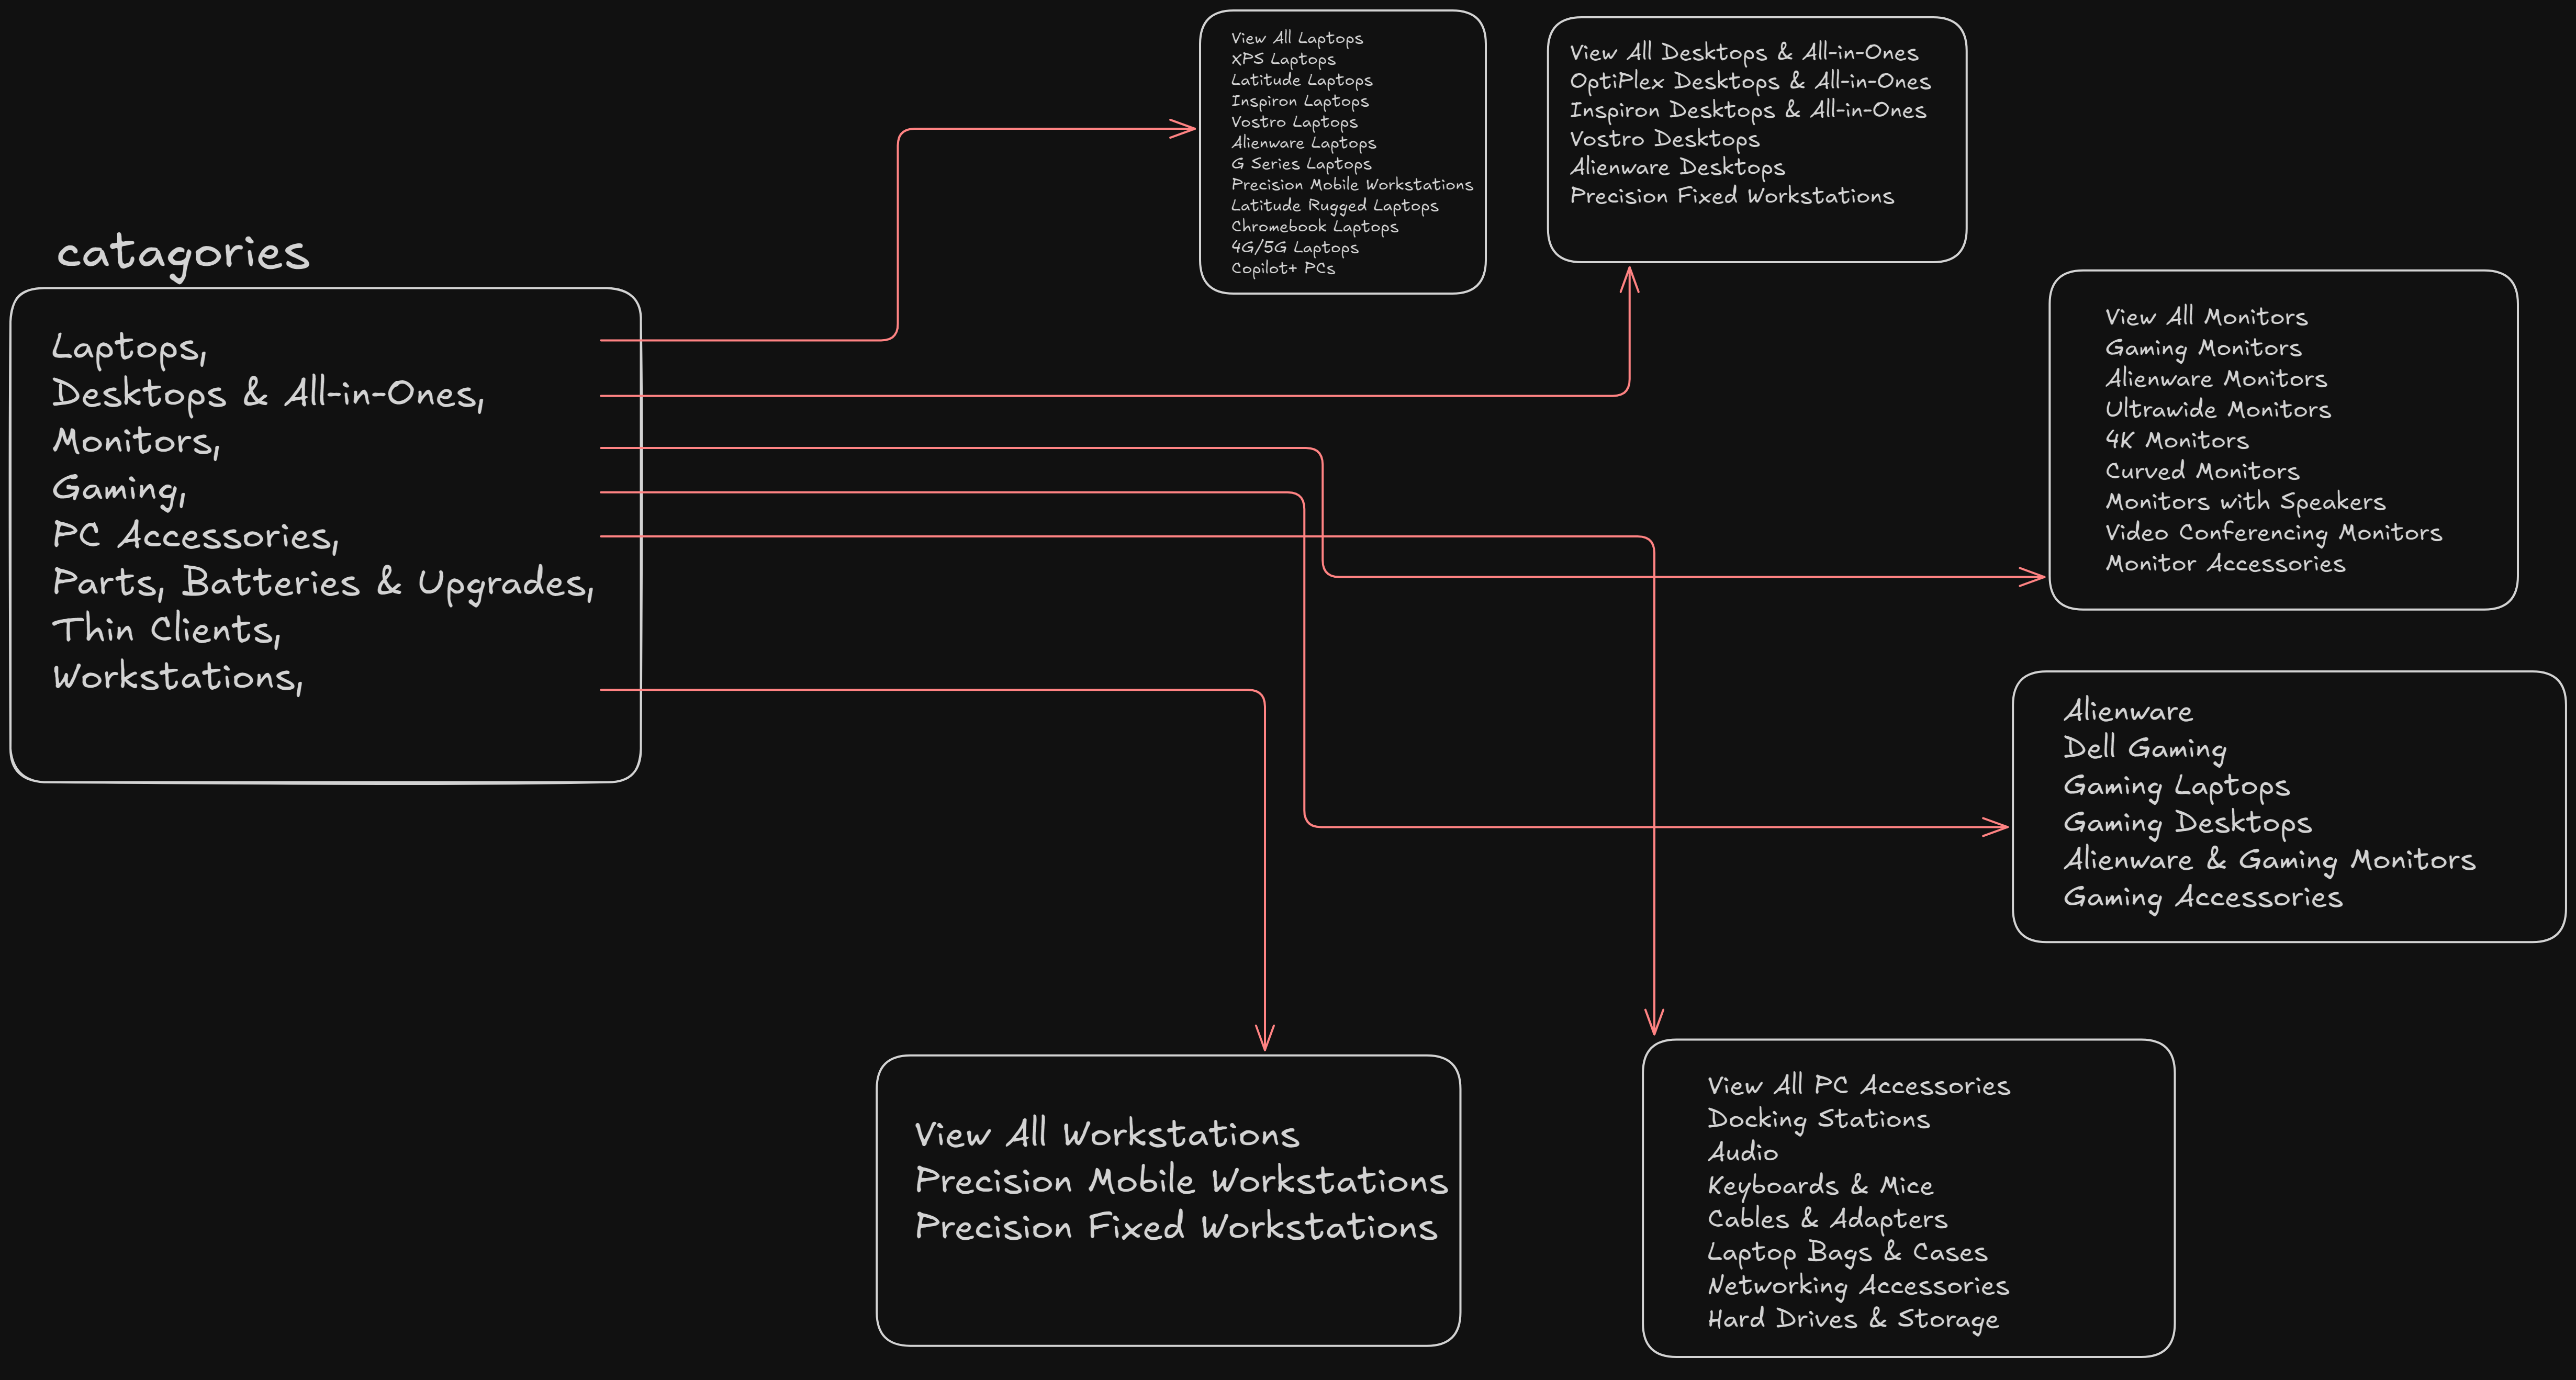 catagories
Laptops,
Desktops & All-in-Ones,
Monitors,
Gaming,
PC Accessories,
Parts, Batteries & Upgrades,
Thin Clients,
Workstations,
View All Laptops
XPS Laptops
Latitude Laptops
Inspiron Laptops
Vostro Laptops
Alienware Laptops
G Series Laptops
Precision Mobile Workstations
Latitude Rugged Laptops
Chromebook Laptops
4G/5G Laptops
Copilot+ PCs
View All Desktops & All-in-Ones
OptiPlex Desktops & All-in-Ones
Inspiron Desktops & All-in-Ones
Vostro Desktops
Alienware Desktops
Precision Fixed Workstations
View All Monitors
Gaming Monitors
Alienware Monitors
Ultrawide Monitors
4K Monitors
Curved Monitors
Monitors with Speakers
Video Conferencing Monitors
Monitor Accessories
Alienware
Dell Gaming
Gaming Laptops
Gaming Desktops
Alienware & Gaming Monitors
Gaming Accessories
View All Workstations
Precision Mobile Workstations
Precision Fixed Workstations
View All PC Accessories
Docking Stations
Audio
Keyboards & Mice
Cables & Adapters
Laptop Bags & Cases
Networking Accessories
Hard Drives & Storage